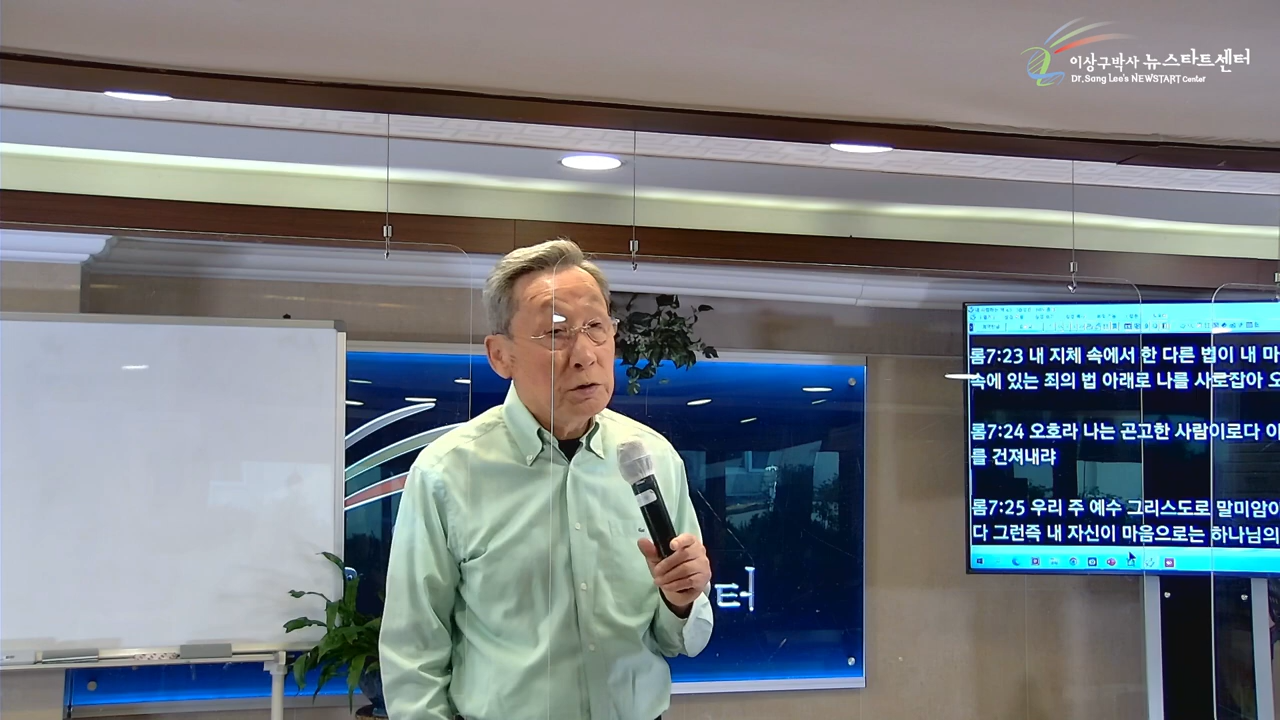 이상구박사 뉴스타트센터
Dr. Sang Lee's NEWSTART Center
롬7:23 내 지체 속에서 한 다른 법이 내 마
속에 있는 죄의 법 아래로 나를 사로잡아 오
롬7:24 오호라 나는 곤고한 사람이로다 이
를 건져내랴
롬7:25 우리 주 예수 그리스도로 말미암아
다 그런즉 내 자신이 마음으로는 하나님의
터